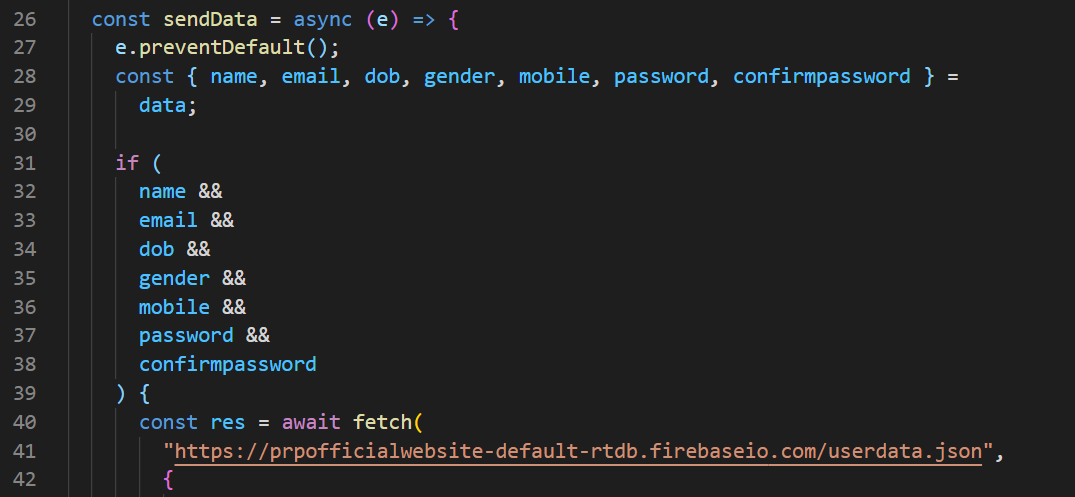 26 const sendData = async (e) => {
27 e.preventDefault();
28 const { name, email, dob, gender, mobile, password, confirmpassword } =
29 data;
30
31 if (
32 name &&
33 email &&
34 dob &&
35 gender &&
36 mobile &&
37 password &&
38 confirmpassword
39 ) {
40 const res = await fetch(
41 "https://prpofficialwebsite-default-rtdb.firebaseio.com/userdata.json",
42 {